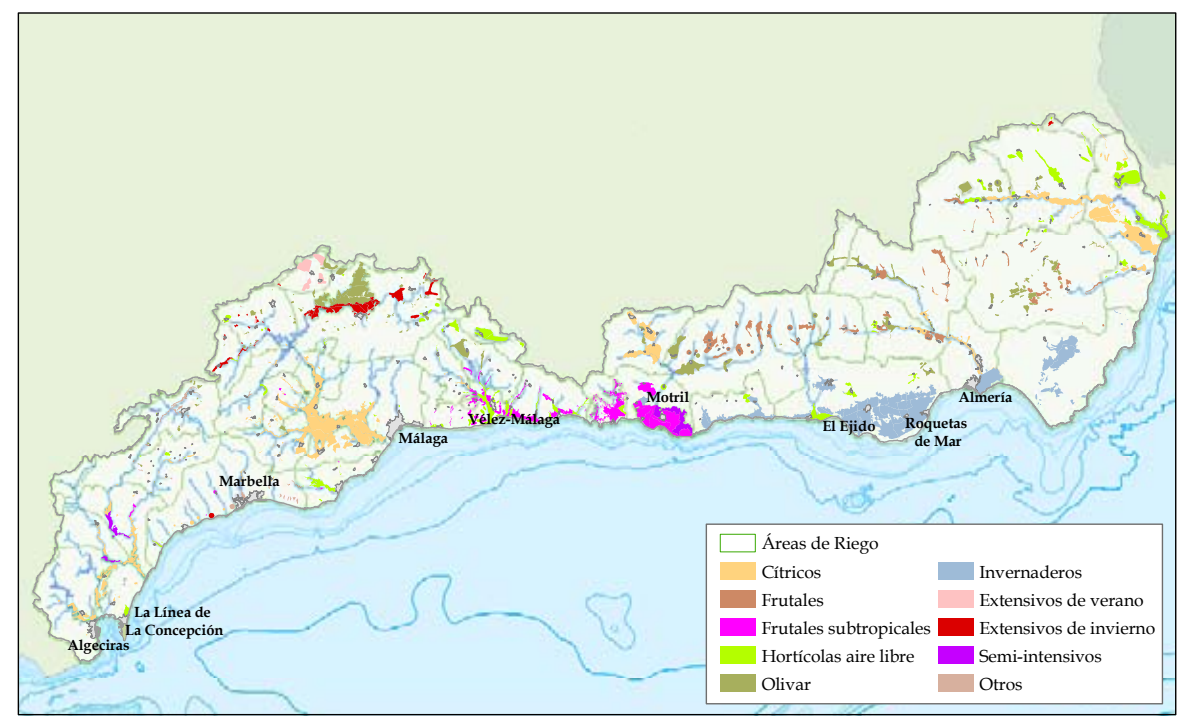 Motril
Almería
Vélez-Málaga
El Ejido
Roquetas
de Mar
Málaga
Marbella
La Línea de
La Concepción
Algeciras
Áreas de Riego
Cítricos
Frutales
Frutales subtropicales
Hortícolas aire libre
Olivar
Invernaderos
Extensivos de verano
Extensivos de invierno
Semi-intensivos
Otros